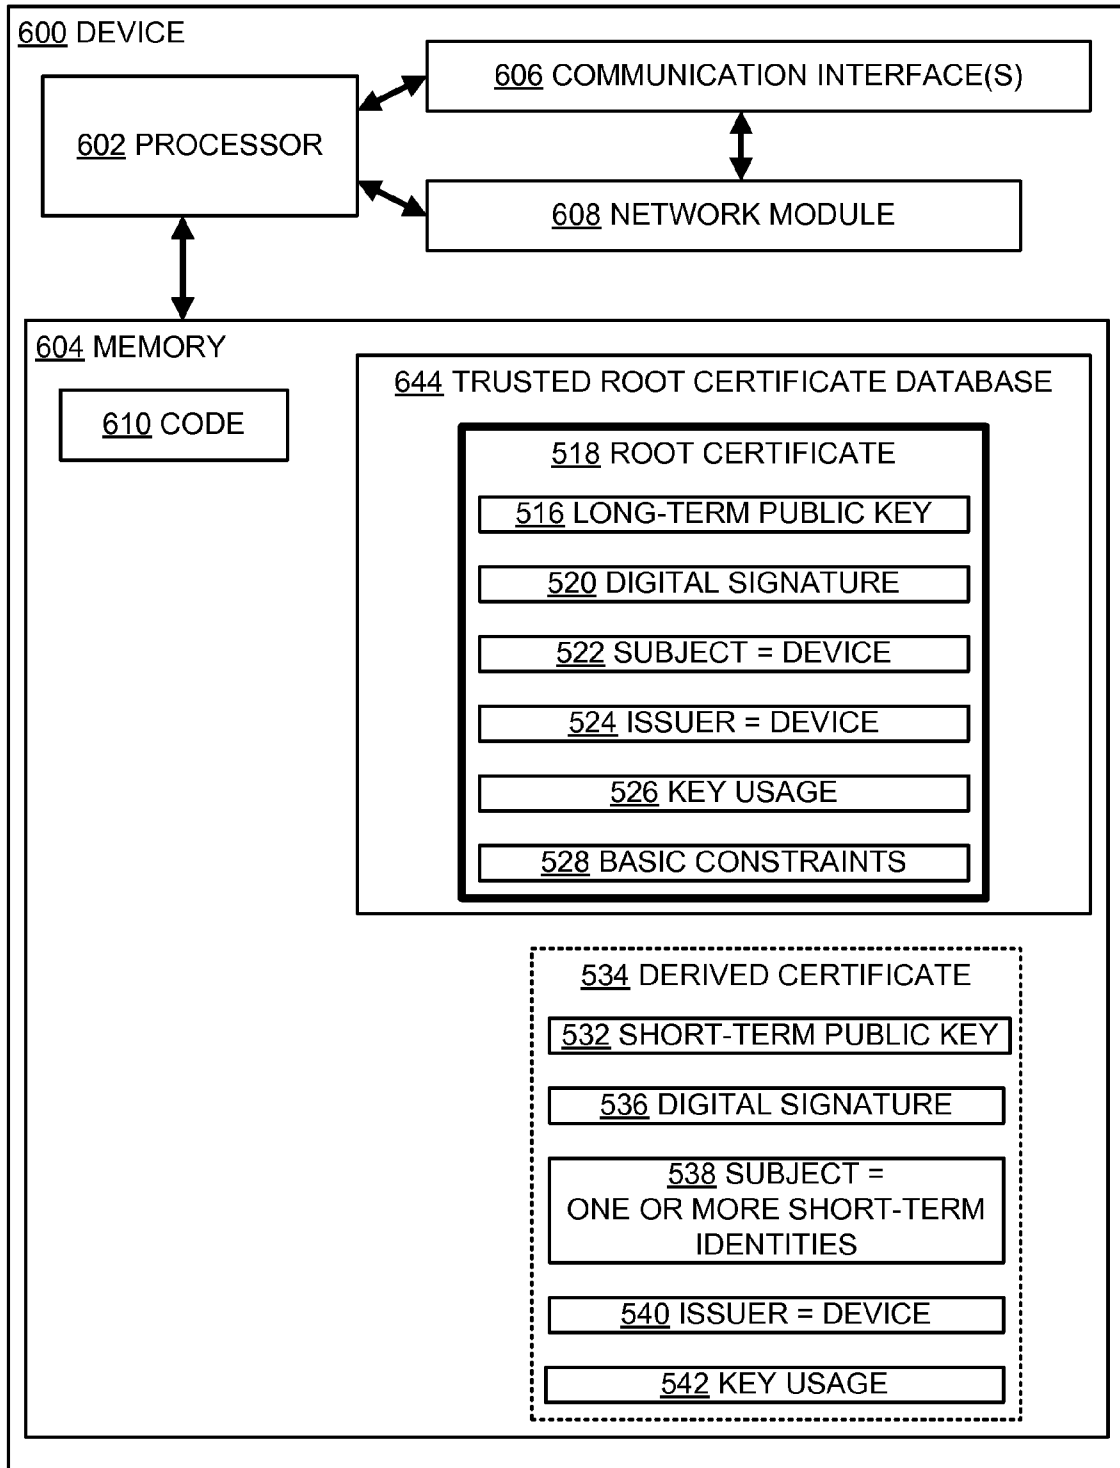 600 DEVICE
606 COMMUNICATION INTERFACE(S)
602 PROCESSOR
608 NETWORK MODULE
604 MEMORY
610 CODE
644 TRUSTED ROOT CERTIFICATE DATABASE
518 ROOT CERTIFICATE
516 LONG-TERM PUBLIC KEY
520 DIGITAL SIGNATURE
522 SUBJECT = DEVICE
524 ISSUER = DEVICE
526 KEY USAGE
528 BASIC CONSTRAINTS
534 DERIVED CERTIFICATE
532 SHORT-TERM PUBLIC KEY
536 DIGITAL SIGNATURE
538 SUBJECT =
ONE OR MORE SHORT-TERM
IDENTITIES
540 ISSUER = DEVICE
542 KEY USAGE